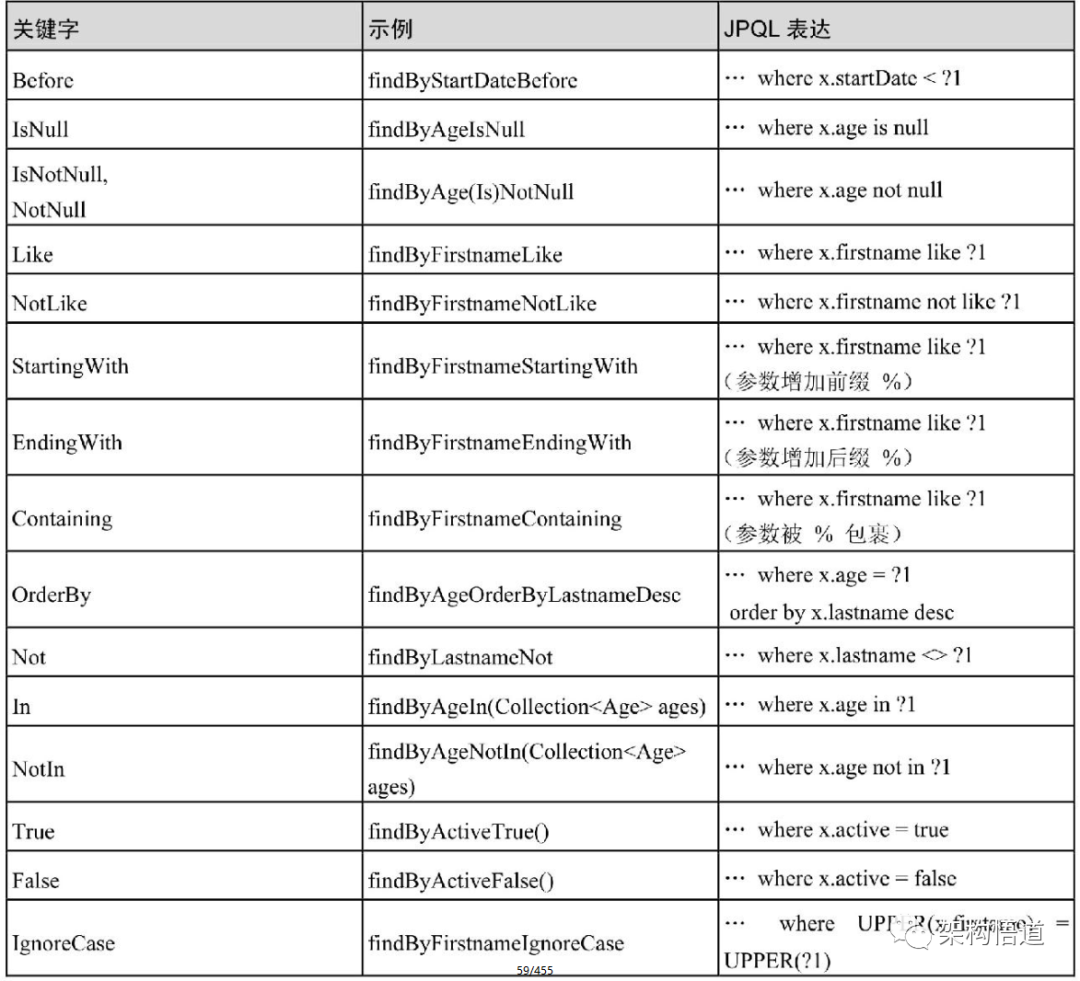 关键字 示例 JPQL 表达
Before findByStartDateBefore ··· where x.startDate < ?1
IsNull findByAgeIsNull ··· where x.age is null
IsNotNull,
NotNull findByAge(Is)NotNull ··· where x.age not null
Like findByFirstnameLike ··· where x.firstname like ?1
NotLike findByFirstnameNotLike ··· where x.firstname not like ?1
StartingWith findByFirstnameStartingWith ··· where x.firstname like ?1
（参数增加前缀 %）
EndingWith findByFirstnameEndingWith ··· where x.firstname like ?1
（参数增加后缀 %）
Containing findByFirstnameContaining ··· where x.firstname like ?1
（参数被 % 包裹）
OrderBy findByAgeOrderByLastnameDesc ··· where x.age = ?1
order by x.lastname desc
Not findByLastnameNot ··· where x.lastname <> ?1
In findByAgeIn(Collection<Age> ages) ··· where x.age in ?1
NotIn findByAgeNotIn(Collection<Age>
ages) ··· where x.age not in ?1
True findByActiveTrue() ··· where x.active = true
False findByActiveFalse() ··· where x.active = false
IgnoreCase findByFirstnameIgnoreCase ··· where =
UPPER(?1)
架构悟道
59/455